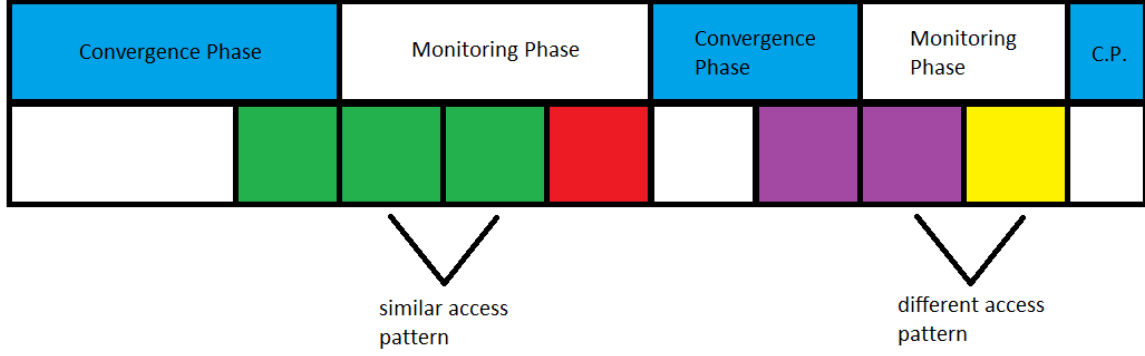 Convergence Phase
Monitoring Phase
Convergence
Phase
Monitoring
Phase
C.P.
similar access
pattern
different access
pattern